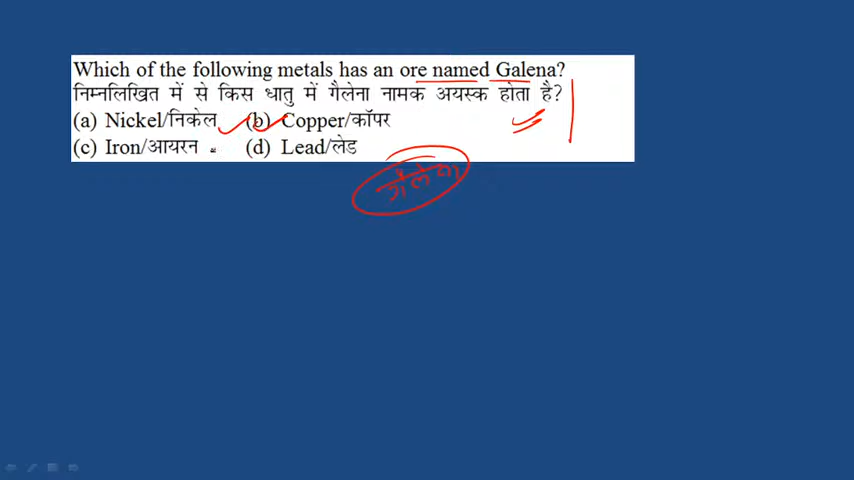 Which of the following metals has an ore named Galena?
निम्नलिखित में से किस धातु में गैलेना नामक अयस्क होता है?
(a) Nickel/निकेल (b) Copper/कॉपर
(c) Iron/आयरन (d) Lead/लेड